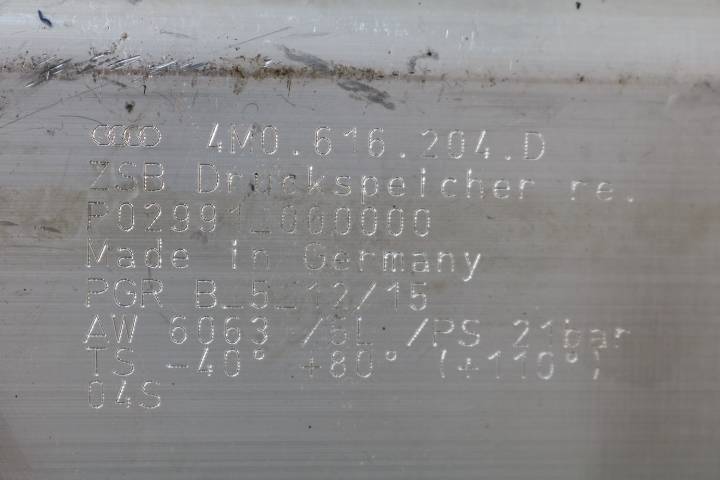 4M0.616.204.D
ZSB Druckspeicher re.
P02991_000000
Made in Germany
PGR B_5_12/15
AW 6063 /6L /PS 21bar
TS -40° +80° (+110°)
04S